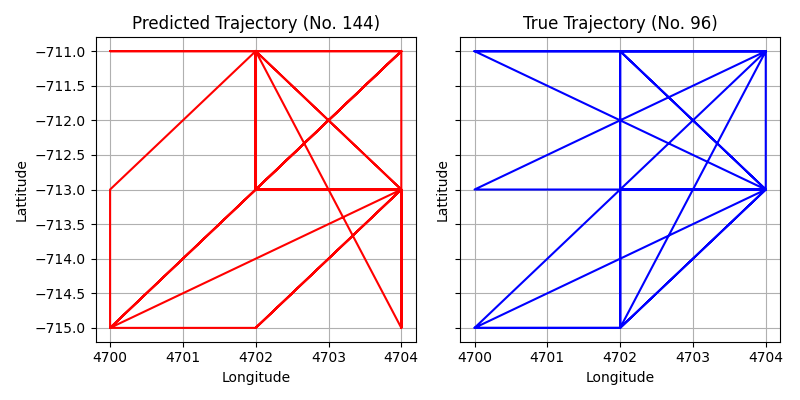 Predicted Trajectory (No. 144)
−711.0
−711.5
−712.0
−712.5
−713.0
−713.5
−714.0
−714.5
−715.0
Lattitude
4700 4701 4702 4703 4704
Longitude
True Trajectory (No. 96)
Lattitude
4700 4701 4702 4703 4704
Longitude